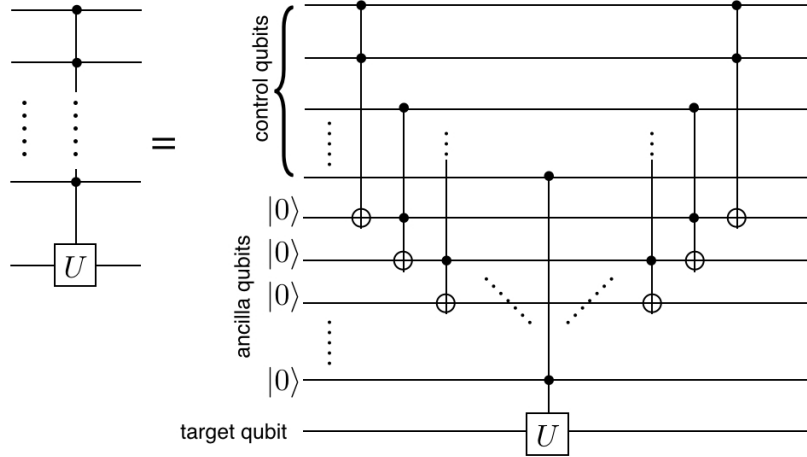 control qubits
=
|0⟩
|0⟩
|0⟩
ancilla qubits
|0⟩
target qubit
U
U